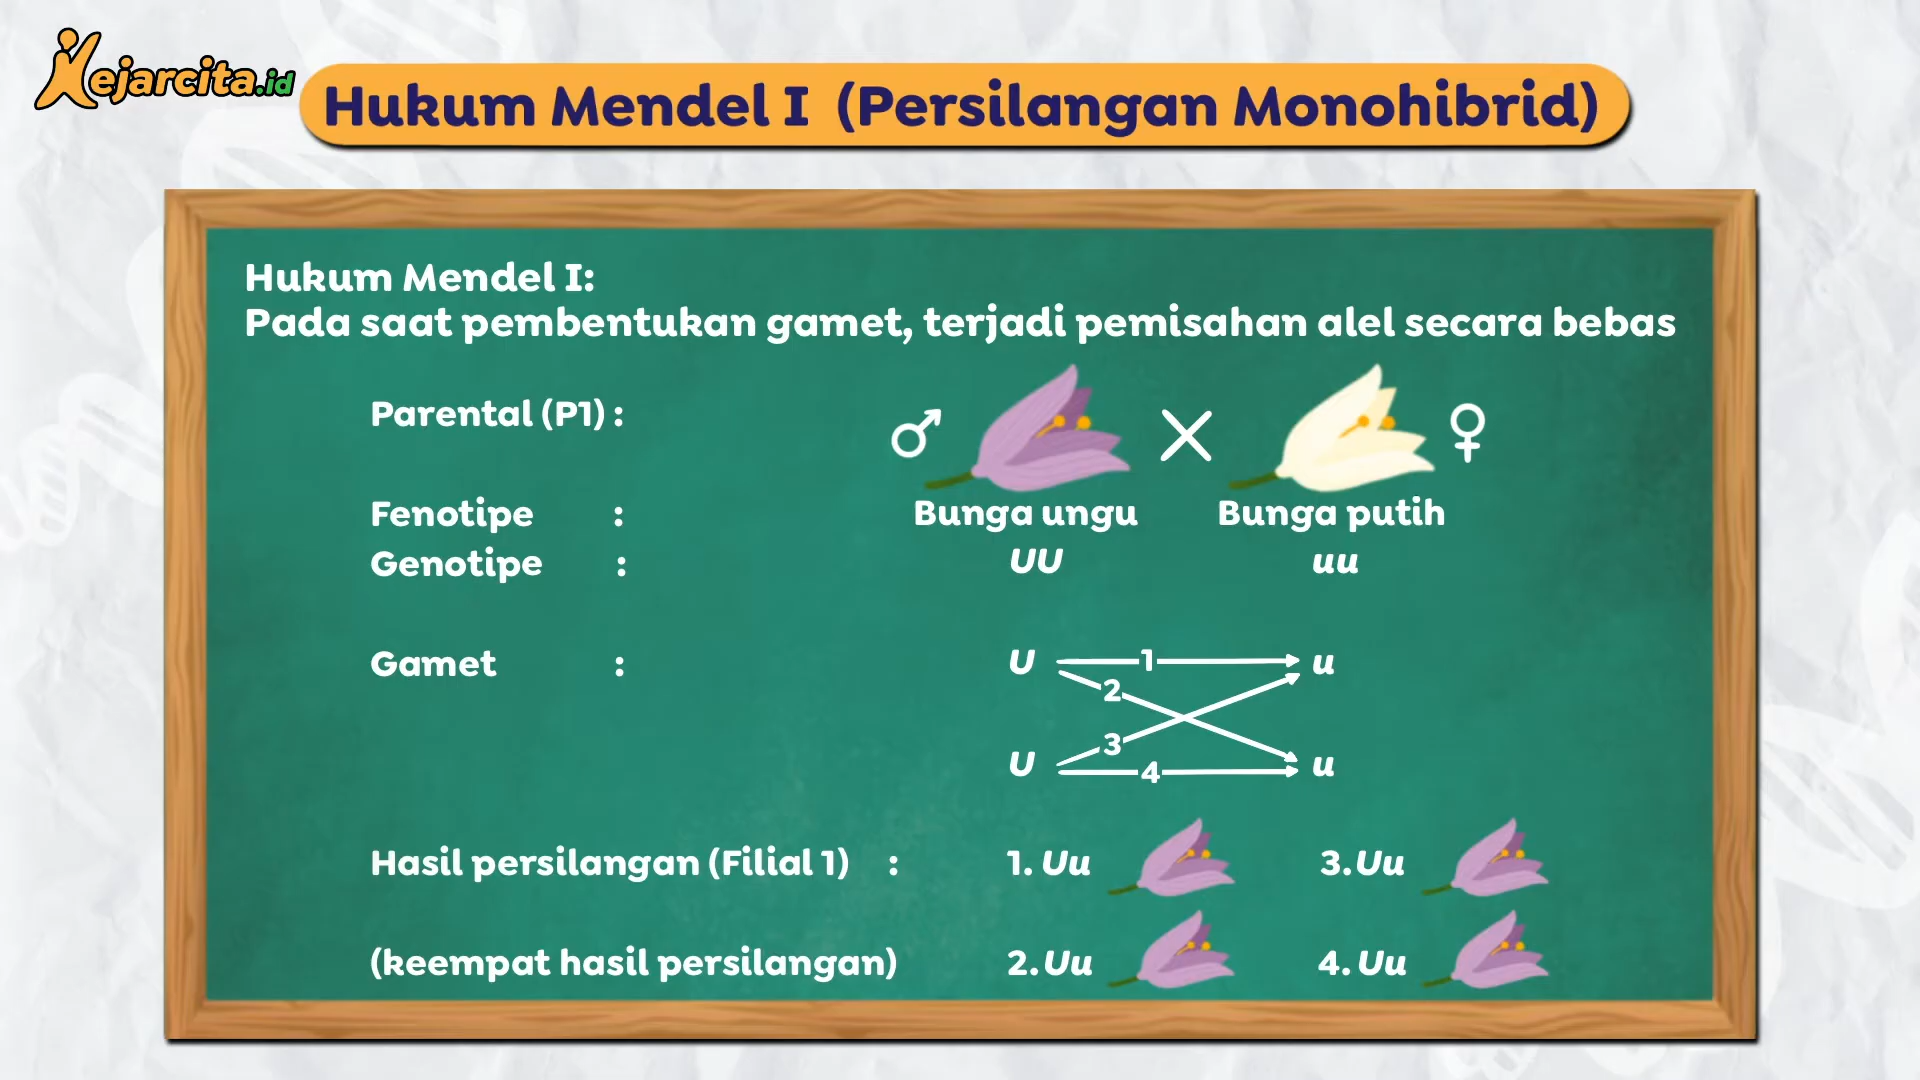 Kejarcita.id
Hukum Mendel I (Persilangan Monohibrid)
Hukum Mendel I:
Pada saat pembentukan gamet, terjadi pemisahan alel secara bebas
Parental (P1) : ♂ × ♀
Fenotipe : Bunga ungu Bunga putih
Genotipe : UU uu
Gamet : U 1 u
2
3
U 4 u
Hasil persilangan (Filial 1) : 1. Uu 3. Uu
(keempat hasil persilangan) 2. Uu 4. Uu